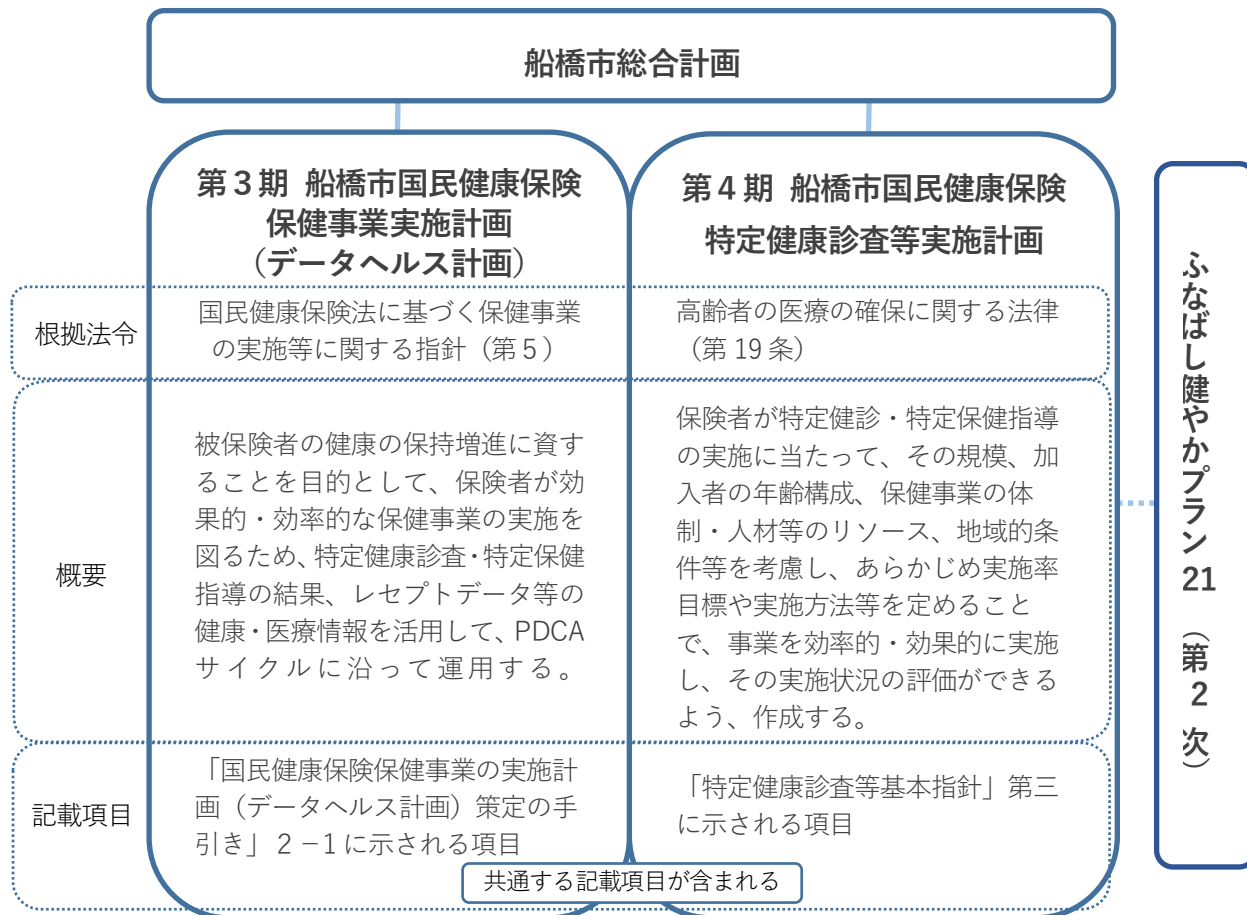 船橋市総合計画
第３期 船橋市国民健康保険
保健事業実施計画
（データヘルス計画）
第４期 船橋市国民健康保険
特定健康診査等実施計画
根拠法令
国民健康保険法に基づく保健事業
の実施等に関する指針（第５）
高齢者の医療の確保に関する法律
（第 19 条）
概要
被保険者の健康の保持増進に資す
ることを目的として、保険者が効
果的・効率的な保健事業の実施を
図るため、特定健康診査・特定保健
指導の結果、レセプトデータ等の
健康・医療情報を活用して、PDCA
サイクルに沿って運用する。
保険者が特定健診・特定保健指導
の実施に当たって、その規模、加
入者の年齢構成、保健事業の体
制・人材等のリソース、地域的条
件等を考慮し、あらかじめ実施率
目標や実施方法等を定めること
で、事業を効率的・効果的に実施
し、その実施状況の評価ができる
よう、作成する。
記載項目
「国民健康保険保健事業の実施計
画（データヘルス計画）策定の手
引き」２－１に示される項目
「特定健康診査等基本指針」第三
に示される項目
共通する記載項目が含まれる
ふなばし健やかプラン 21 （第 2 次）